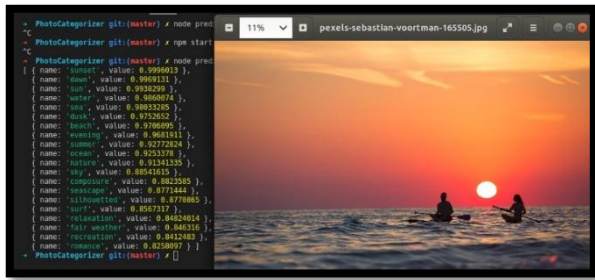 PhotoCategorizer git:(master) ✗ node pred
^C
PhotoCategorizer git:(master) ✗ npm start
^C
PhotoCategorizer git:(master) ✗ node pred
[ { name: 'sunset', value: 0.9996013 },
{ name: 'dawn', value: 0.9969131 },
{ name: 'sun', value: 0.9938299 },
{ name: 'water', value: 0.9860074 },
{ name: 'sea', value: 0.98033285 },
{ name: 'dusk', value: 0.9752652 },
{ name: 'beach', value: 0.9706095 },
{ name: 'evening', value: 0.9681911 },
{ name: 'summer', value: 0.92772824 },
{ name: 'ocean', value: 0.9253378 },
{ name: 'nature', value: 0.91341335 },
{ name: 'sky', value: 0.88541615 },
{ name: 'composure', value: 0.8823585 },
{ name: 'seascape', value: 0.8771444 },
{ name: 'silhouetted', value: 0.8770865 },
{ name: 'surf', value: 0.8567317 },
{ name: 'relaxation', value: 0.84824014 },
{ name: 'fair weather', value: 0.846316 },
{ name: 'recreation', value: 0.8412483 },
{ name: 'romance', value: 0.8258097 } ]
PhotoCategorizer git:(master) ✗
11%
pexels-sebastian-voortman-165505.jpg